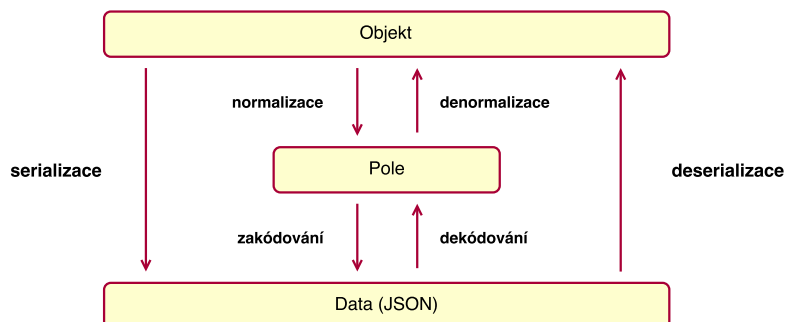 Objekt
normalizace
denormalizace
serializace
Pole
deserializace
zakódování
dekódování
Data (JSON)